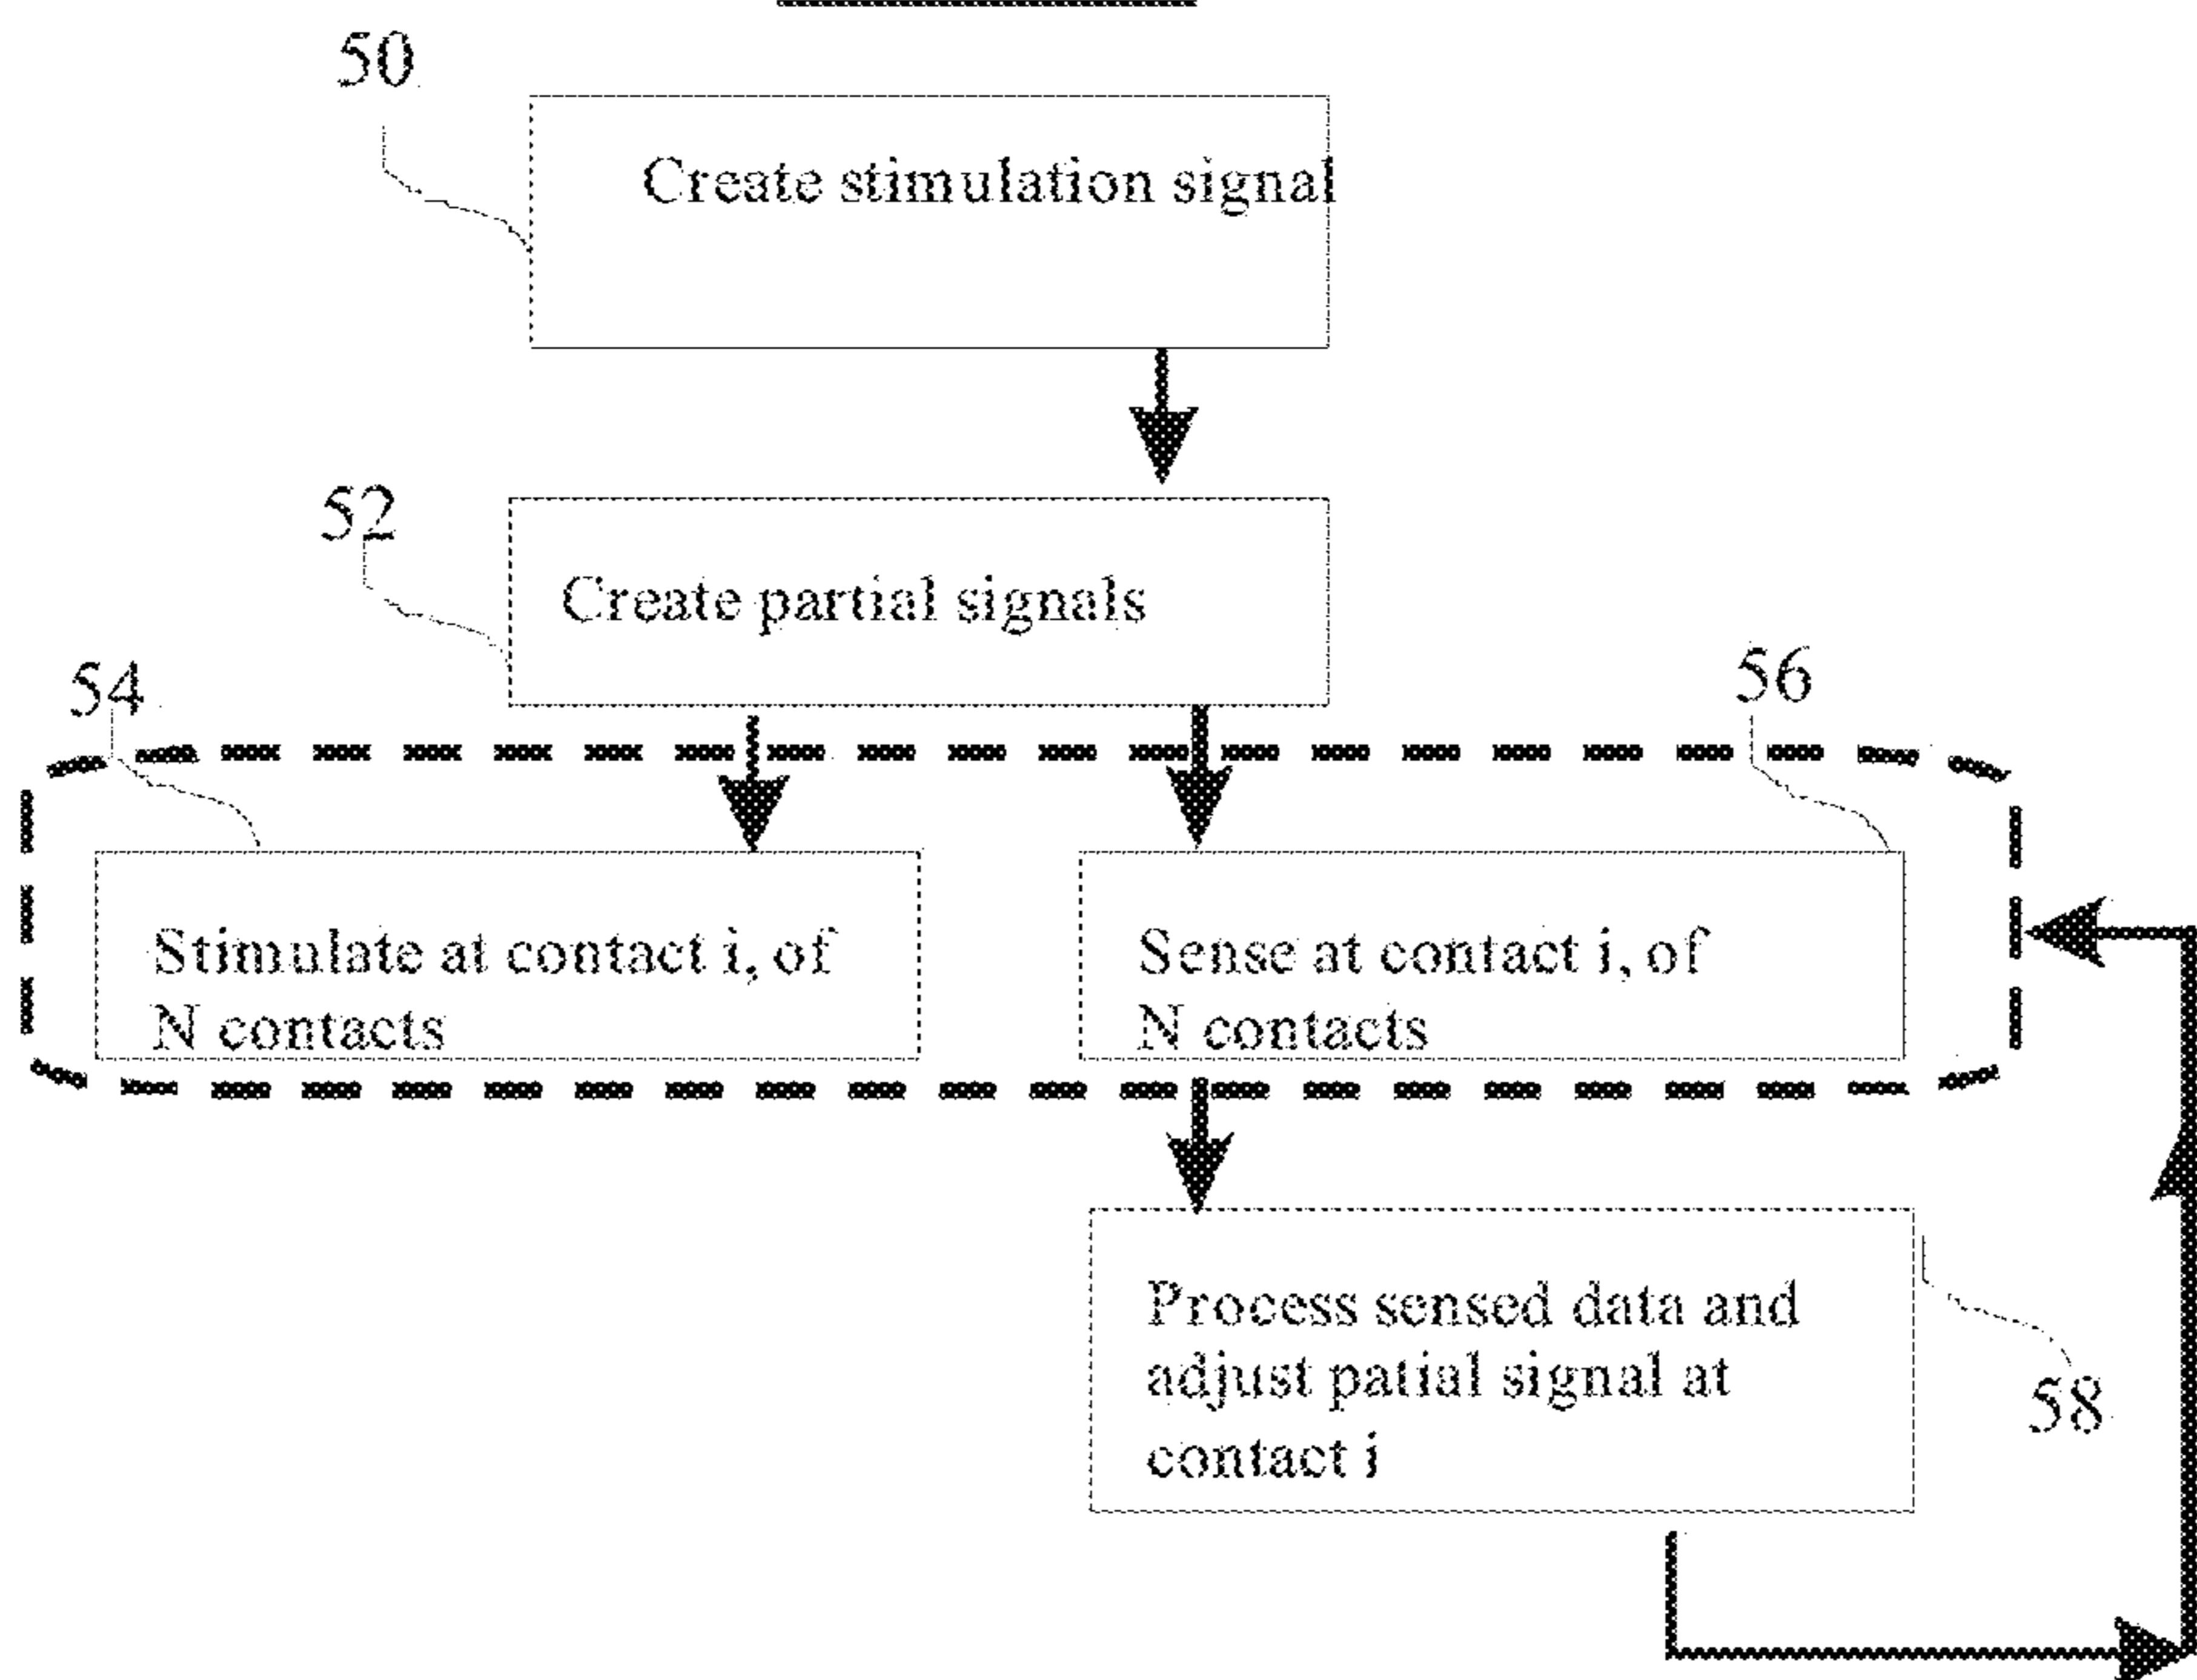 50
Create stimulation signal
52
Create partial signals
54
56
Stimulate at contact i, of
N contacts
Sense at contact i, of
N contacts
Process sensed data and
adjust patial signal at
contact i
58